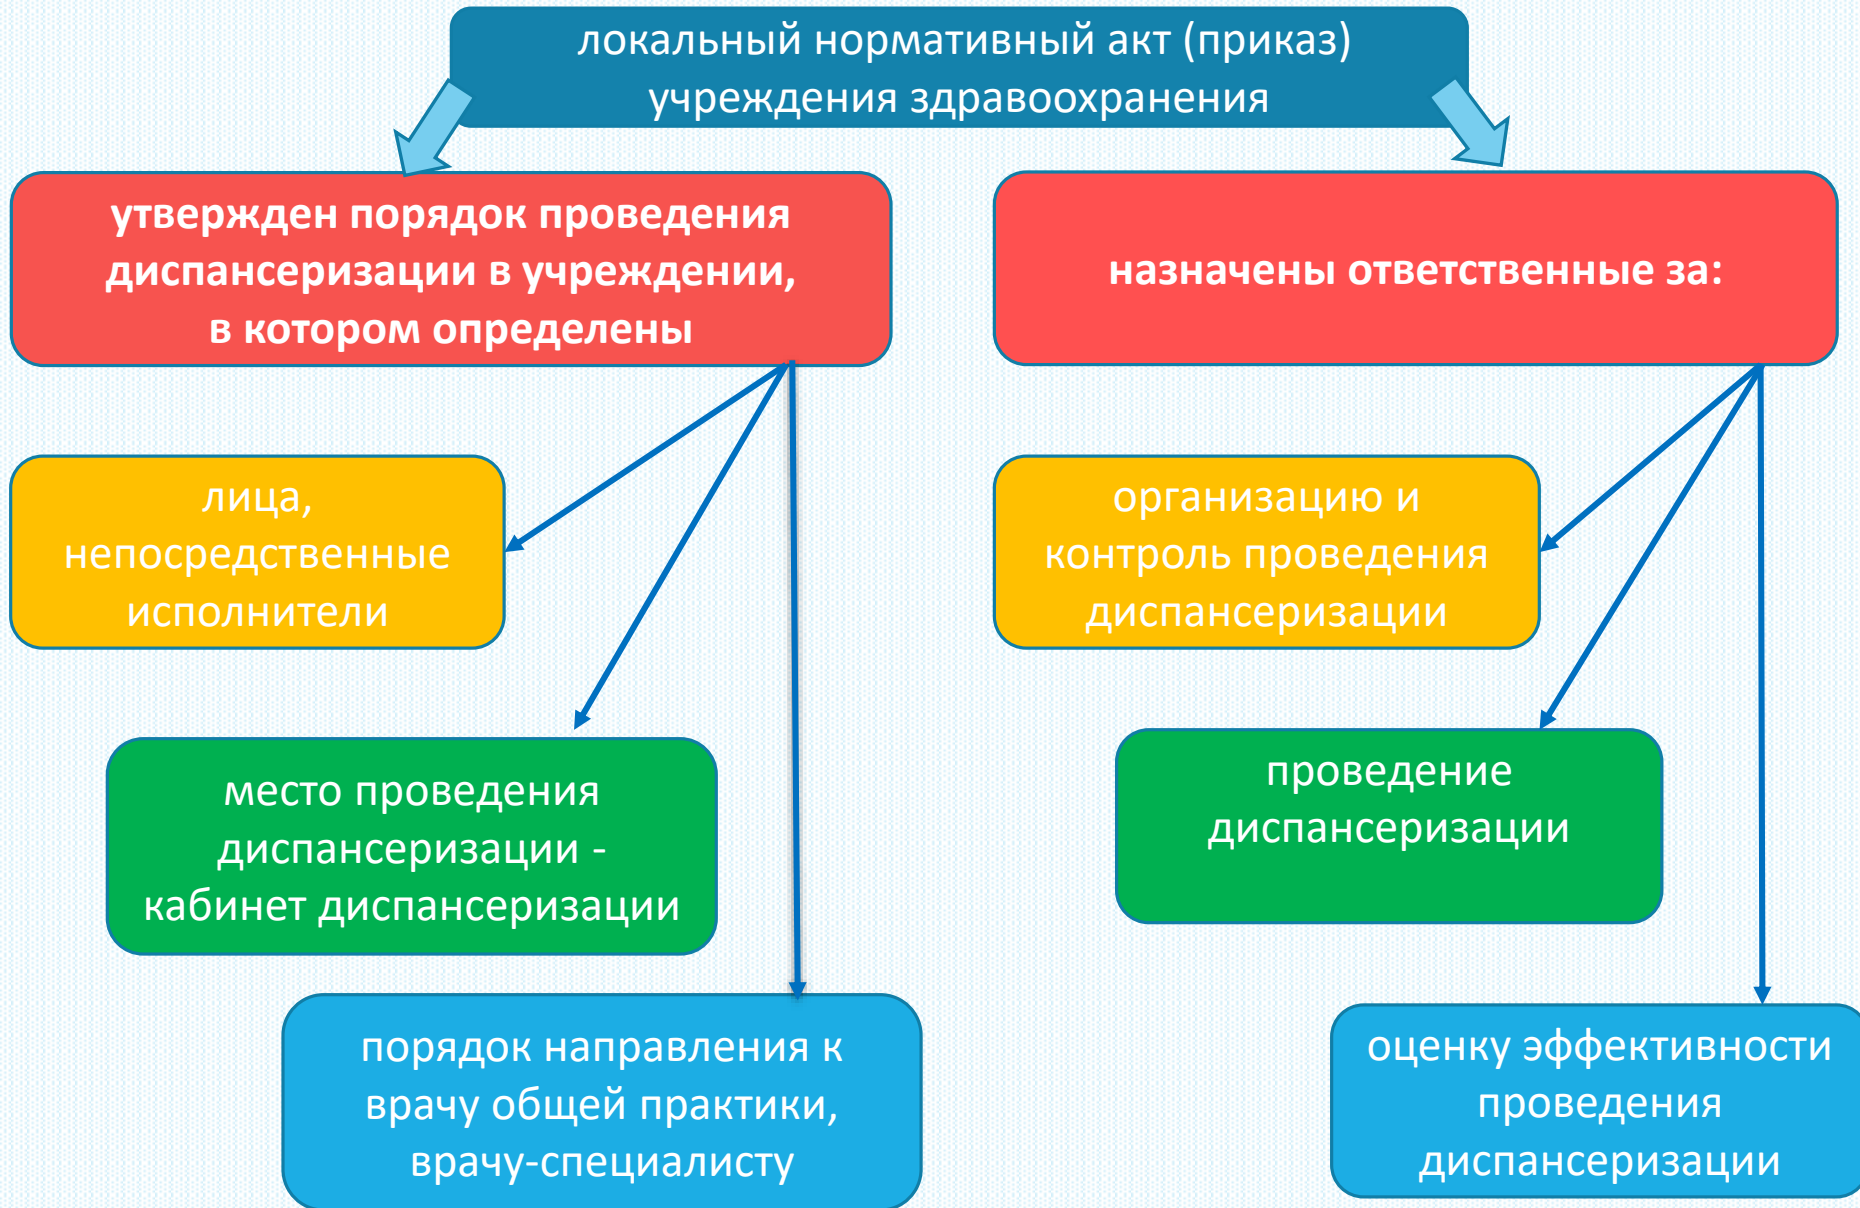 локальный нормативный акт (приказ)
учреждения здравоохранения
утвержден порядок проведения
диспансеризации в учреждении,
в котором определены
назначены ответственные за:
лица,
непосредственные
исполнители
организацию и
контроль проведения
диспансеризации
место проведения
диспансеризации -
кабинет диспансеризации
проведение
диспансеризации
порядок направления к
врачу общей практики,
врачу-специалисту
оценку эффективности
проведения
диспансеризации